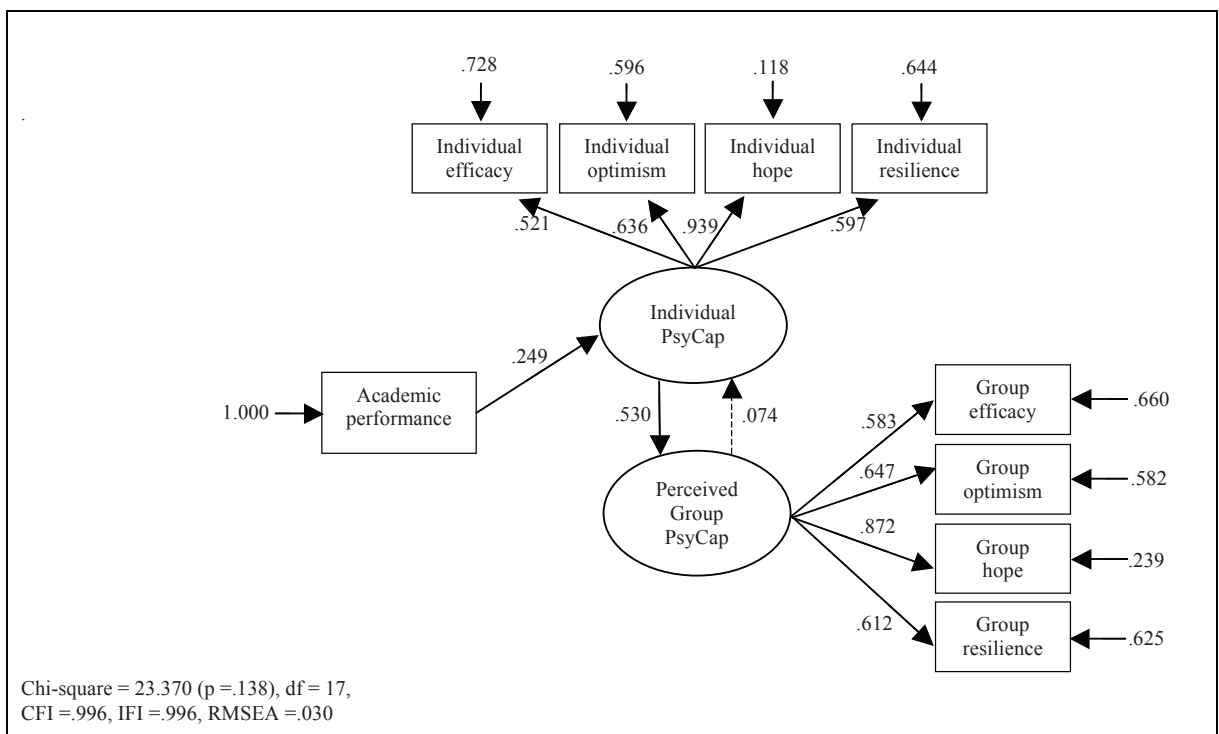 .728
.596
.118
.644
.
Individual
efficacy
Individual
optimism
Individual
hope
Individual
resilience
.521
.636
.939
.597
Individual
PsyCap
.249
Academic
performance
1.000
.530
.074
Perceived
Group
PsyCap
.583
.647
.872
.612
Group
efficacy
.660
Group
optimism
.582
Group
hope
.239
Group
resilience
.625
Chi-square = 23.370 (p =.138), df = 17,
CFI =.996, IFI =.996, RMSEA =.030